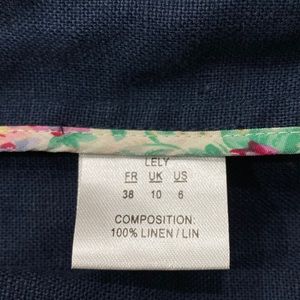 LELY
FR UK US
38 10 6
COMPOSITION:
100% LINEN / LIN